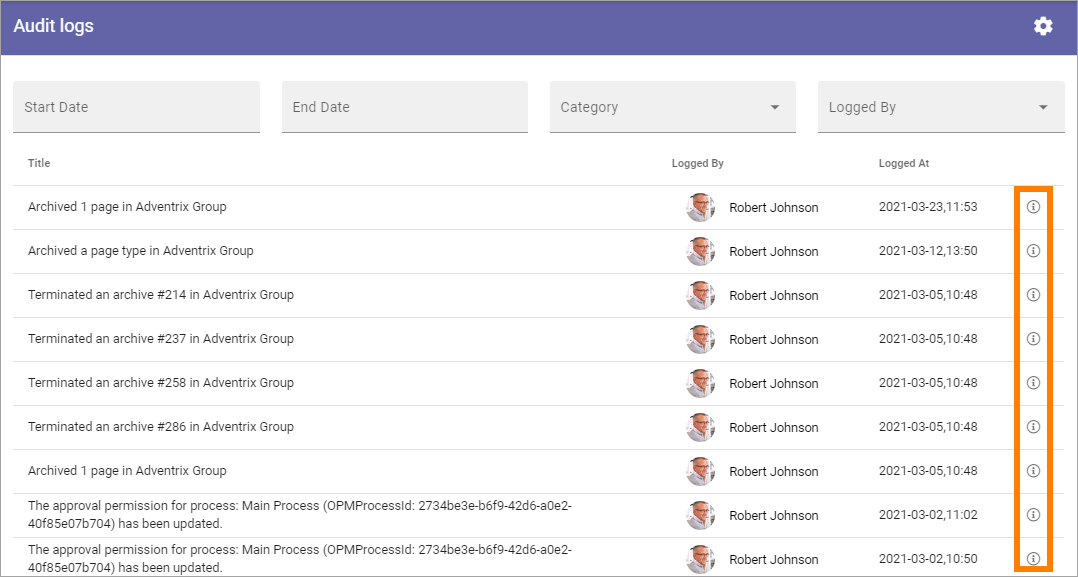 Audit logs
Start Date
End Date
Category
Logged By
Title
Logged By
Logged At
Archived 1 page in Adventrix Group
Robert Johnson
2021-03-23,11:53
Archived a page type in Adventrix Group
Robert Johnson
2021-03-12,13:50
Terminated an archive #214 in Adventrix Group
Robert Johnson
2021-03-05,10:48
Terminated an archive #237 in Adventrix Group
Robert Johnson
2021-03-05,10:48
Terminated an archive #258 in Adventrix Group
Robert Johnson
2021-03-05,10:48
Terminated an archive #286 in Adventrix Group
Robert Johnson
2021-03-05,10:48
Archived 1 page in Adventrix Group
Robert Johnson
2021-03-05,10:48
The approval permission for process: Main Process (OPMProcessId: 2734be3e-b6f9-42d6-a0e2-
40f85e07b704) has been updated.
Robert Johnson
2021-03-02,11:02
The approval permission for process: Main Process (OPMProcessId: 2734be3e-b6f9-42d6-a0e2-
40f85e07b704) has been updated.
Robert Johnson
2021-03-02,10:50